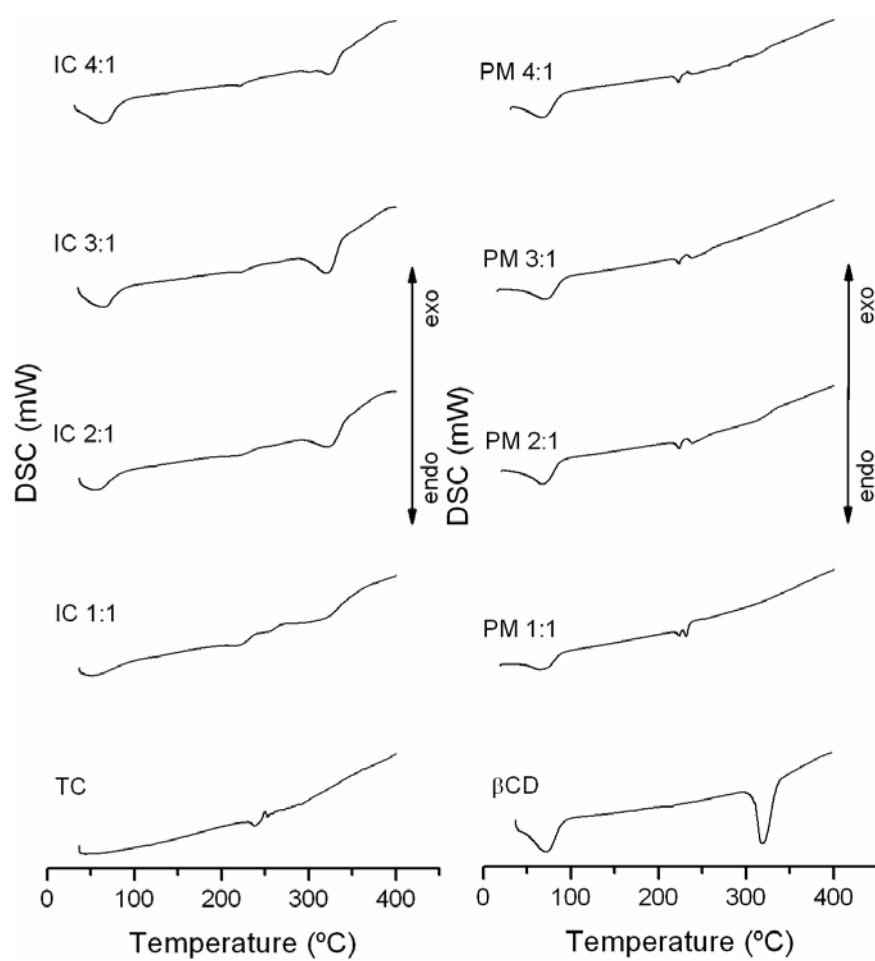 IC 4:1
IC 3:1
IC 2:1
IC 1:1
TC
exo
endo
DSC (mW)
0 100 200 300 400
Temperature (ºC)
PM 4:1
PM 3:1
PM 2:1
PM 1:1
βCD
exo
endo
DSC (mW)
0 100 200 300 400
Temperature (ºC)